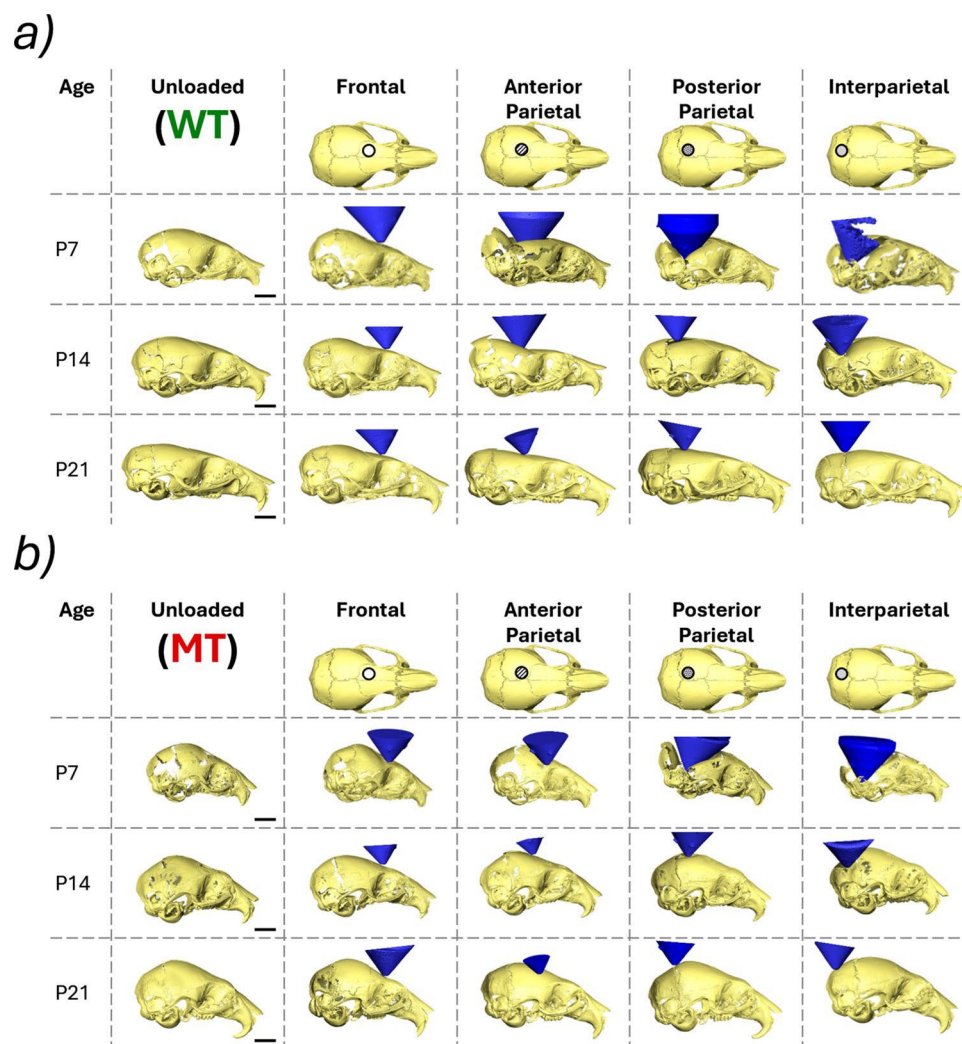 a)
Age Unloaded Frontal Anterior Posterior Interparietal
(WT) Parietal Parietal
P7
P14
P21
b)
Age Unloaded Frontal Anterior Posterior Interparietal
(MT) Parietal Parietal
P7
P14
P21